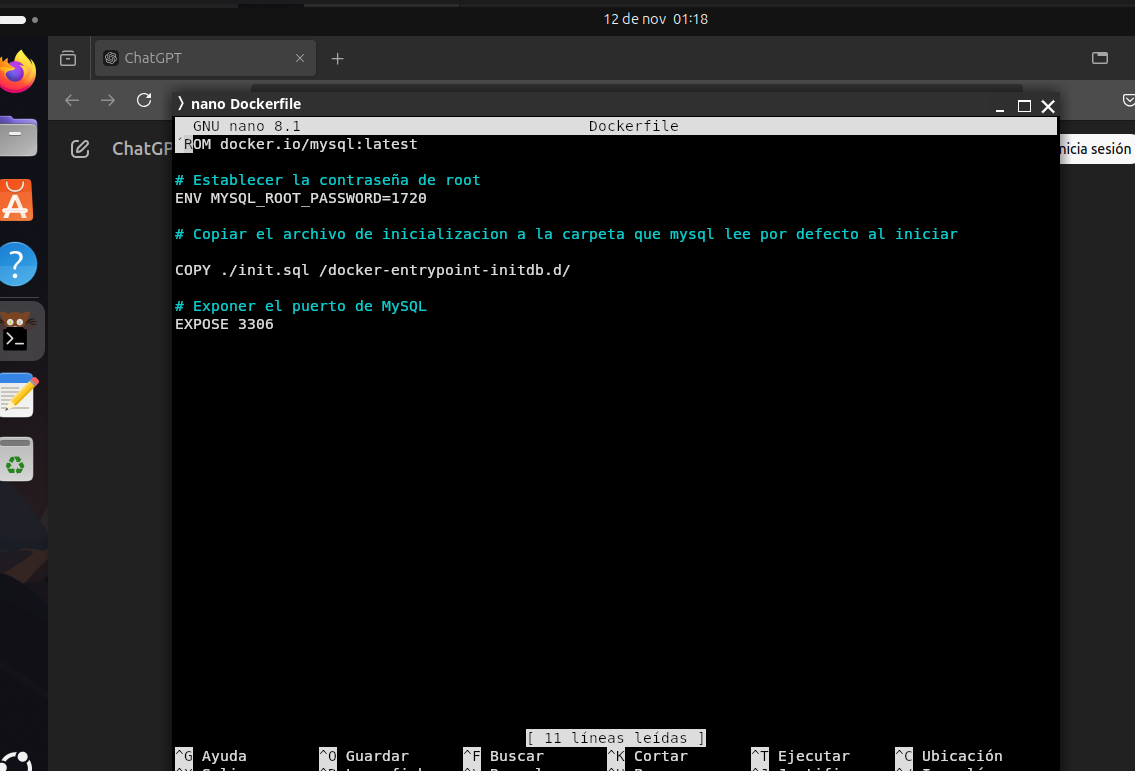 12 de nov 01:18
ChatGPT
nano Dockerfile
ChatGP
nicia sesión
GNU nano 8.1 Dockerfile
ROM docker.io/mysql:latest
# Establecer la contraseña de root
ENV MYSQL_ROOT_PASSWORD=1720
# Copiar el archivo de inicializacion a la carpeta que mysql lee por defecto al iniciar
COPY ./init.sql /docker-entrypoint-initdb.d/
# Exponer el puerto de MySQL
EXPOSE 3306
[ 11 líneas leídas ]
^G Ayuda ^O Guardar ^F Buscar ^K Cortar ^T Ejecutar ^C Ubicación